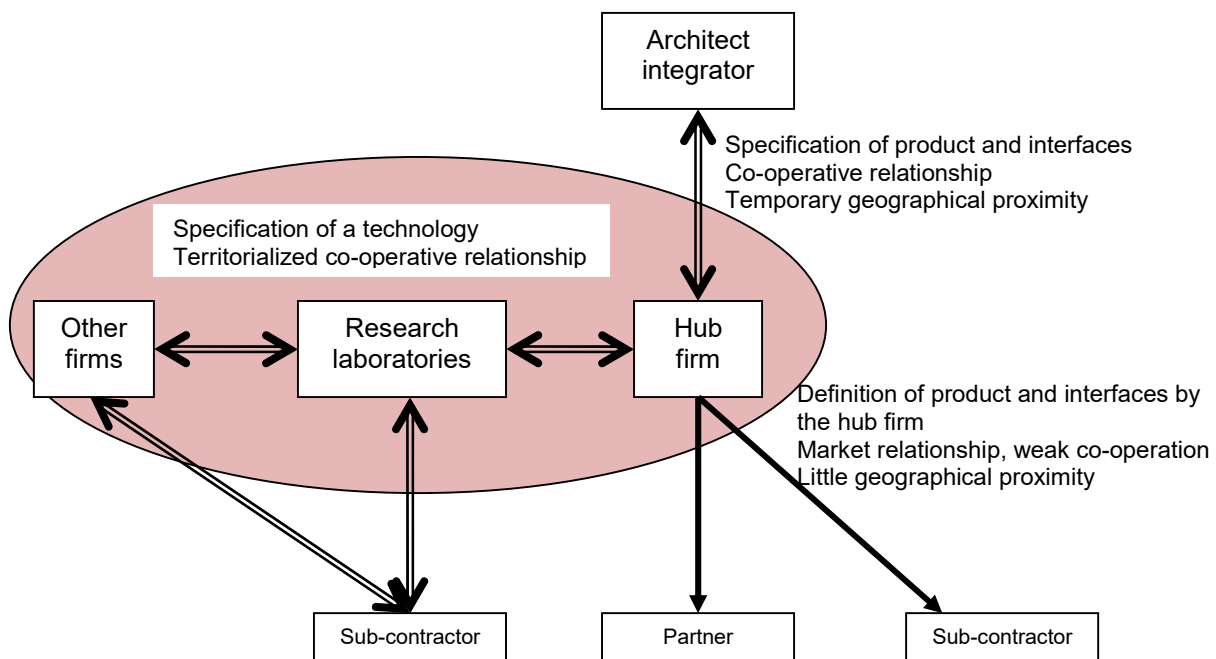 Architect
integrator
Specification of product and interfaces
Co-operative relationship
Temporary geographical proximity
Specification of a technology
Territorialized co-operative relationship
Other
firms
Research
laboratories
Hub
firm
Definition of product and interfaces by
the hub firm
Market relationship, weak co-operation
Little geographical proximity
Sub-contractor
Partner
Sub-contractor